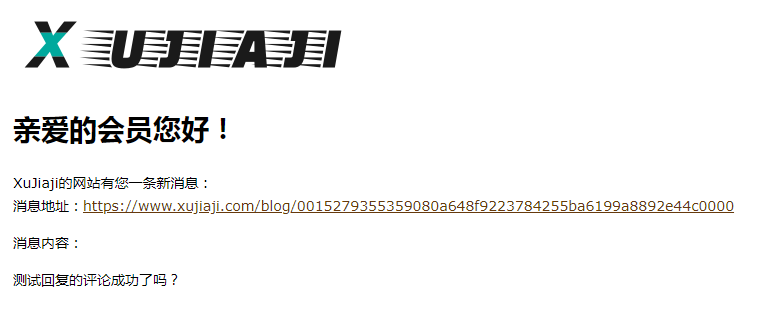 XUJIAJI
亲爱的会员您好！
XuJiaji的网站有您一条新消息：
消息地址：https://www.xujiaji.com/blog/0015279355359080a648f9223784255ba6199a8892e44c0000
消息内容：
测试回复的评论成功了吗？